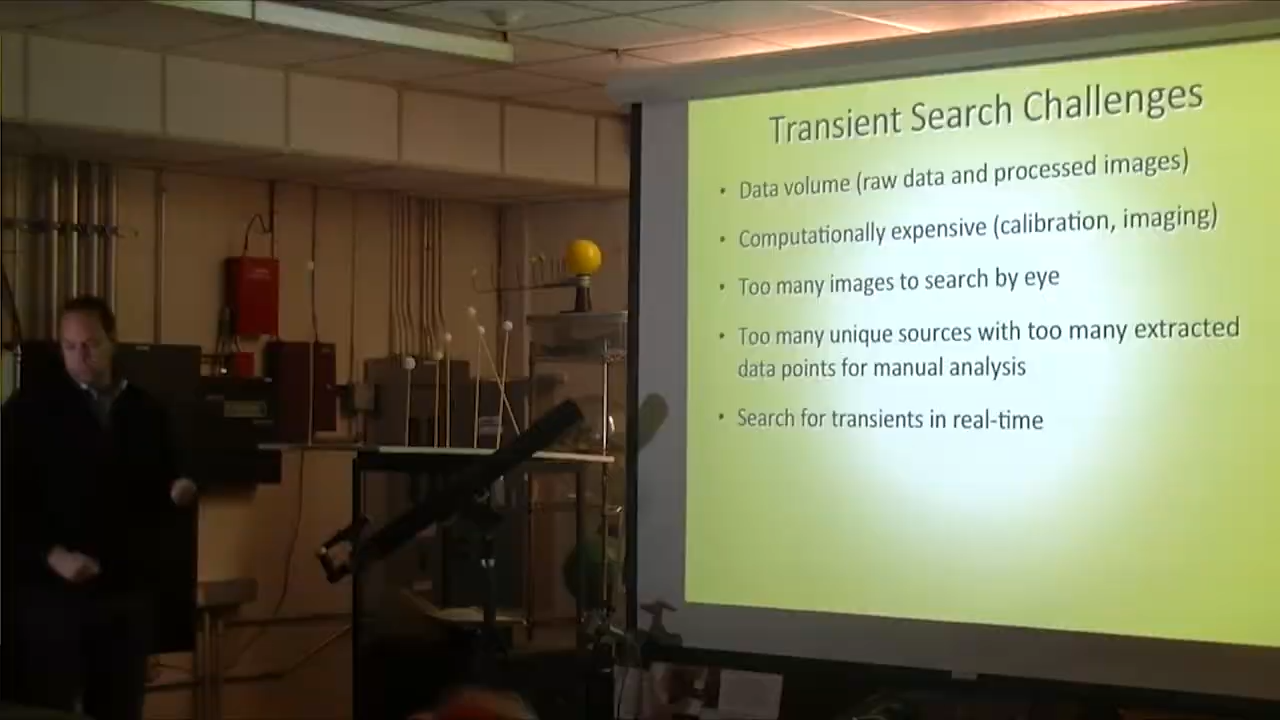 Transient Search Challenges
• Data volume (raw data and processed images)
• Computationally expensive (calibration, imaging)
• Too many images to search by eye
• Too many unique sources with too many extracted
data points for manual analysis
• Search for transients in real-time